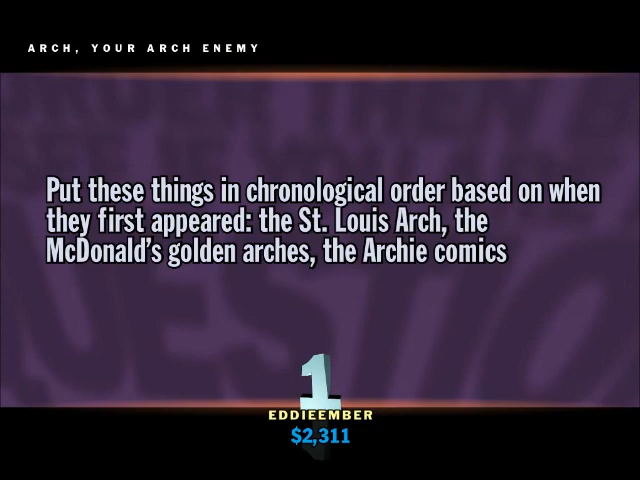 ARCH, YOUR ARCH ENEMY
Put these things in chronological order based on when
they first appeared: the St. Louis Arch, the
McDonald's golden arches, the Archie comics
1
EDDIEEMBER
$2,311